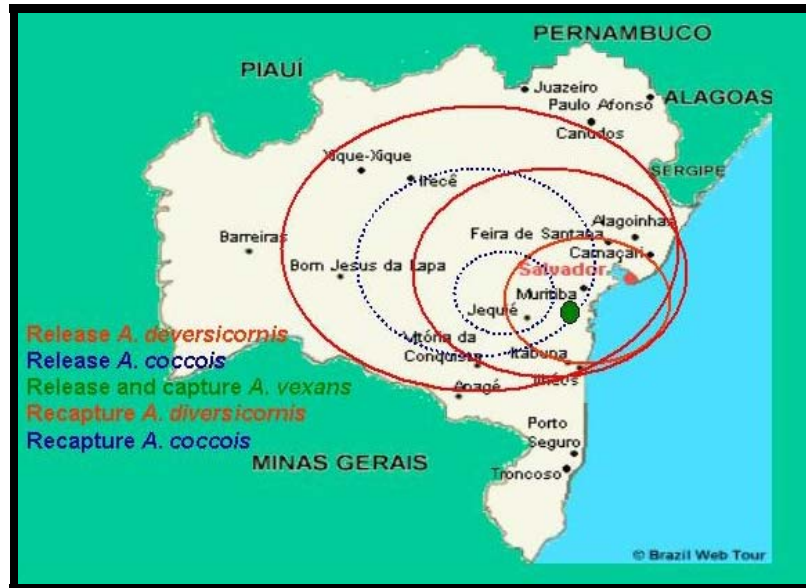 PERNAMBUCO
PIAUÍ
Juazeiro
Paulo Afonso
ALAGOAS
Canudos
Xique-Xique
SERGIPE
Irecê
Alagoinhas
Barreiras
Feira de Santana
Camaçari
Bom Jesus da Lapa
Salvador
Muritiba
Jequié
Release A. deversicornis
Vitória da
Conquista
Itabuna
Release A. coccois
Ilhéus
Release and capture A. vexans
Anagé
Recapture A. diversicornis
Porto
Seguro
Recapture A. coccois
MINAS GERAIS
Troncoso
© Brazil Web Tour